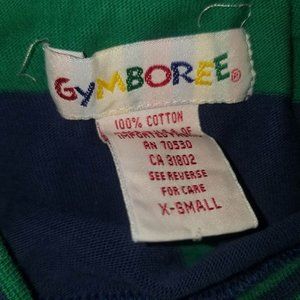 GYMBOREE®
100% COTTON
RN 70530
CA 31802
SEE REVERSE
FOR CARE
X-SMALL